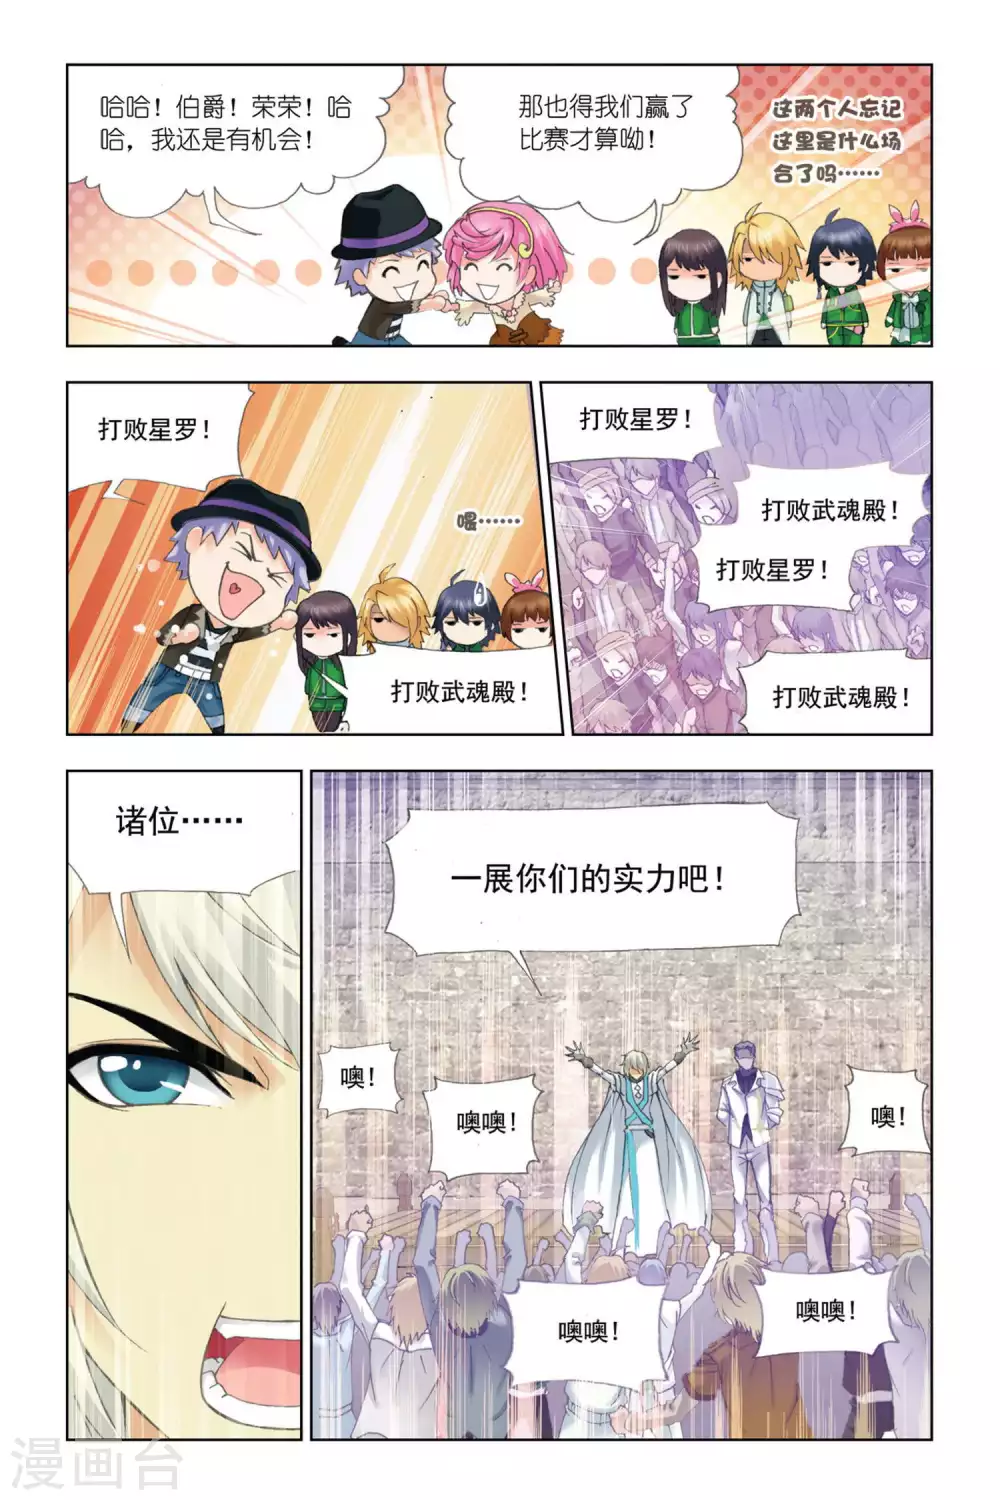 哈哈！伯爵！荣荣！哈
哈，我还是有机会！
那也得我们赢了
比赛才算呦！
这两个人忘记
这里是什么场
合了吗……
打败星罗！
喂……
打败武魂殿！
打败星罗！
打败武魂殿！
打败星罗！
打败武魂殿！
诸位……
一展你们的实力吧！
噢！
噢噢！
噢！
噢噢！
噢噢！
漫画台